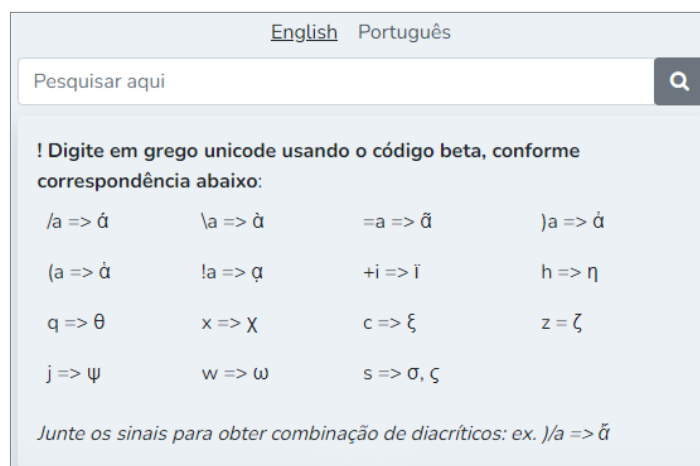 English Português
Pesquisar aqui
! Digite em grego unicode usando o código beta, conforme
correspondência abaixo:
/a => ά \a => ὰ =a => ᾶ )a => ἀ
(a => ἁ !a => ᾳ +i => ϊ h => η
q => θ x => χ c => ξ z = ζ
j => ψ w => ω s => σ, ς
Junte os sinais para obter combinação de diacríticos: ex. )/a => ἄ